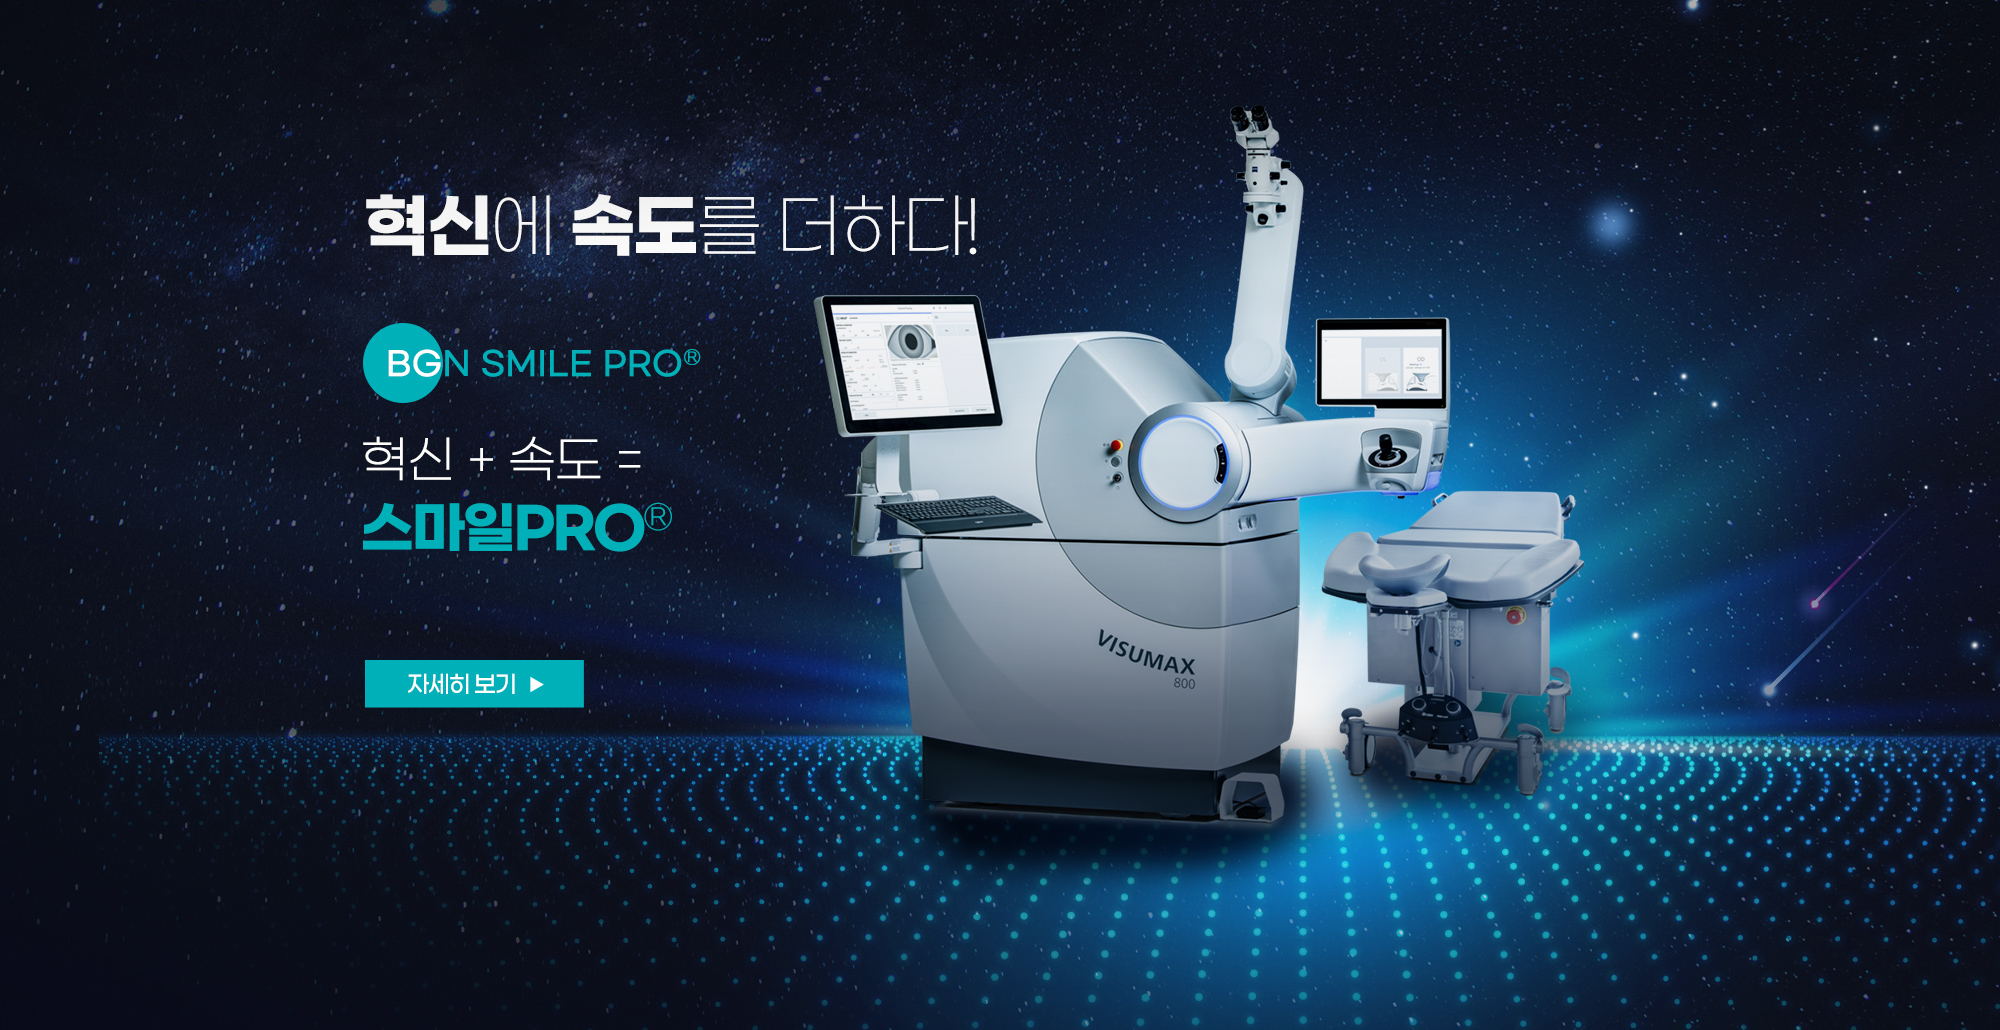 혁신에 속도를 더하다!
BGN SMILE PRO®
혁신 + 속도 =
스마일PRO®
자세히 보기 ▶
VISUMAX
800